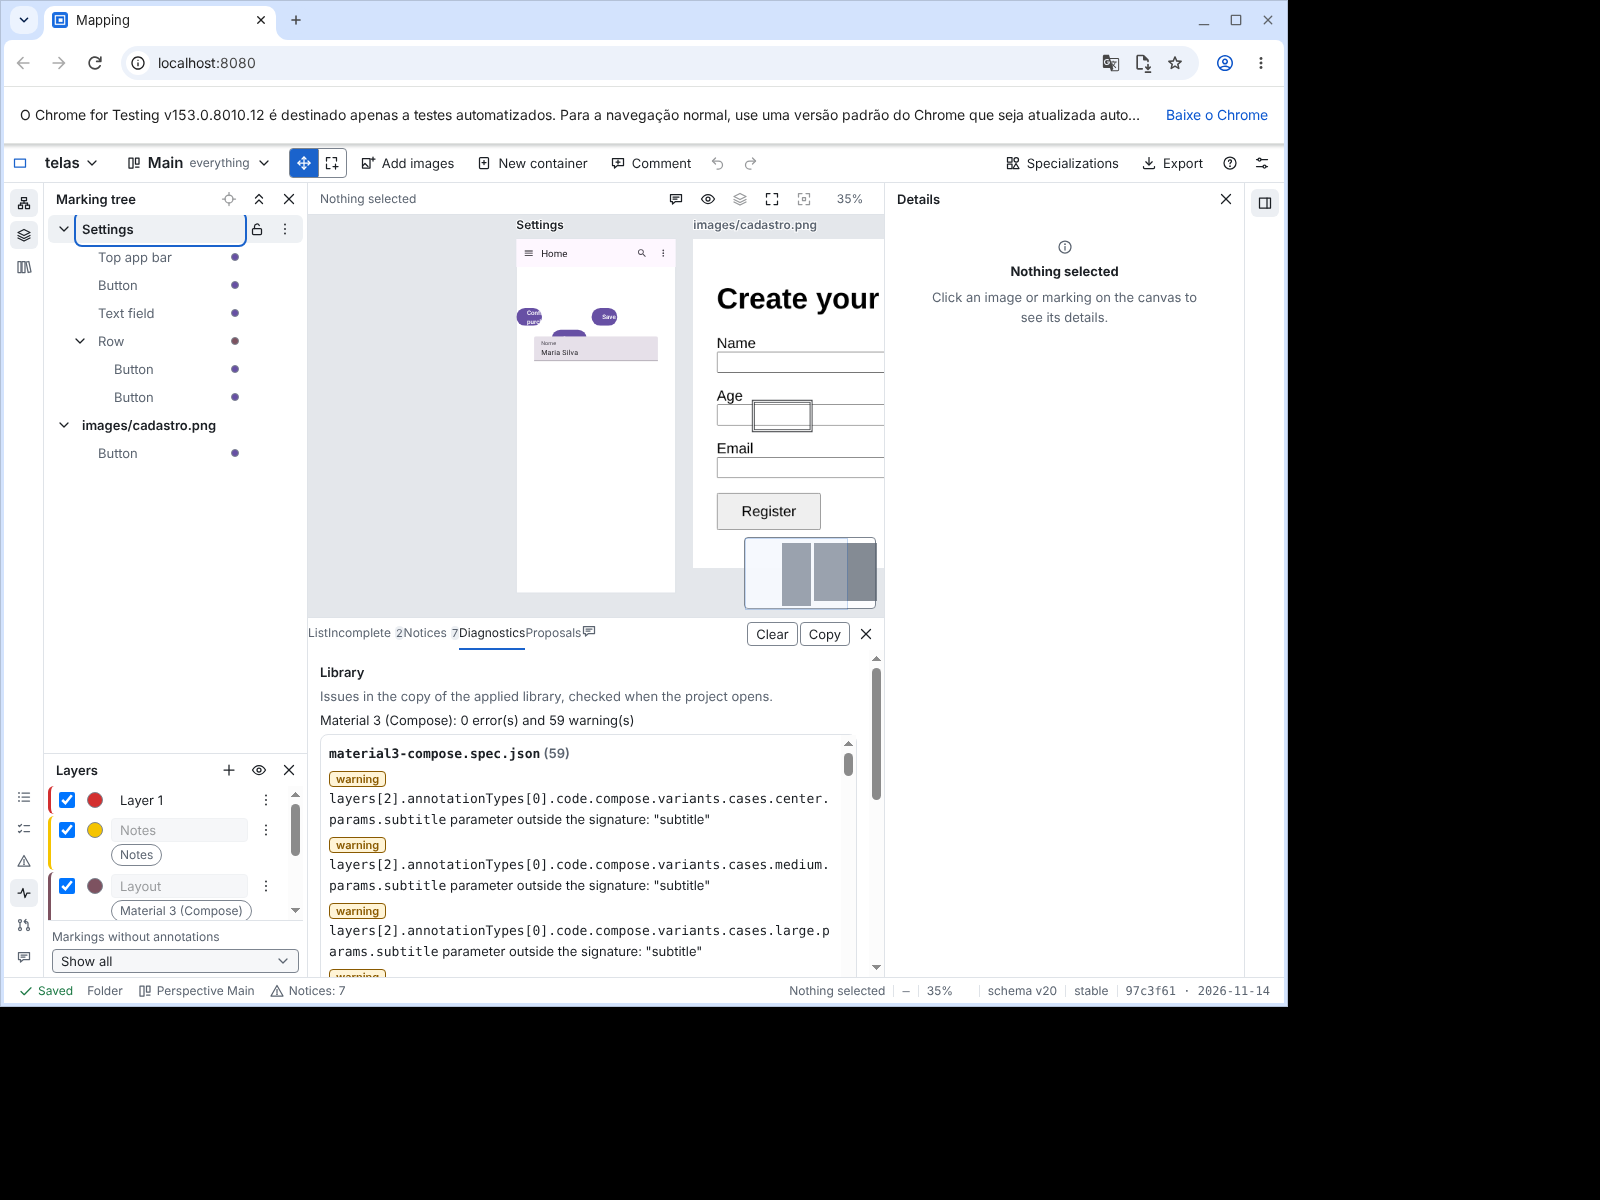 Mapping
localhost:8080
O Chrome for Testing v153.0.8010.12 é destinado apenas a testes automatizados. Para a navegação normal, use uma versão padrão do Chrome que seja atualizada auto...
Baixe o Chrome
telas
Main everything
Add images
New container
Comment
Specializations
Export
Marking tree
Settings
Top app bar
Button
Text field
Row
Button
Button
images/cadastro.png
Button
Layers
Layer 1
Notes
Notes
Layout
Material 3 (Compose)
Markings without annotations
Show all
Nothing selected
35%
Settings
Home
Save
Nome
Maria Silva
images/cadastro.png
Create your
Name
Age
Email
Register
List
Incomplete 2
Notices 7
Diagnostics
Proposals
Clear
Copy
Library
Issues in the copy of the applied library, checked when the project opens.
Material 3 (Compose): 0 error(s) and 59 warning(s)
material3-compose.spec.json (59)
warning
layers[2].annotationTypes[0].code.compose.variants.cases.center.
params.subtitle parameter outside the signature: "subtitle"
warning
layers[2].annotationTypes[0].code.compose.variants.cases.medium.
params.subtitle parameter outside the signature: "subtitle"
warning
layers[2].annotationTypes[0].code.compose.variants.cases.large.p
arams.subtitle parameter outside the signature: "subtitle"
warning
Details
Nothing selected
Click an image or marking on the canvas to
see its details.
Saved
Folder
Perspective Main
Notices: 7
Nothing selected
–
35%
schema v20
stable
97c3f61 · 2026-11-14